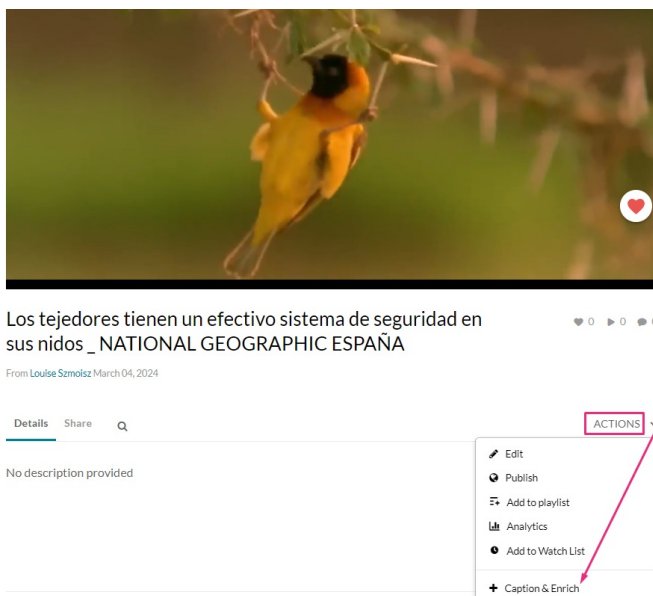 Los tejedores tienen un efectivo sistema de seguridad en
sus nidos _ NATIONAL GEOGRAPHIC ESPAÑA
0 0
From Louise Szmoisz March 04, 2024
Details Share
ACTIONS
No description provided
Edit
Publish
Add to playlist
Analytics
Add to Watch List
Caption & Enrich